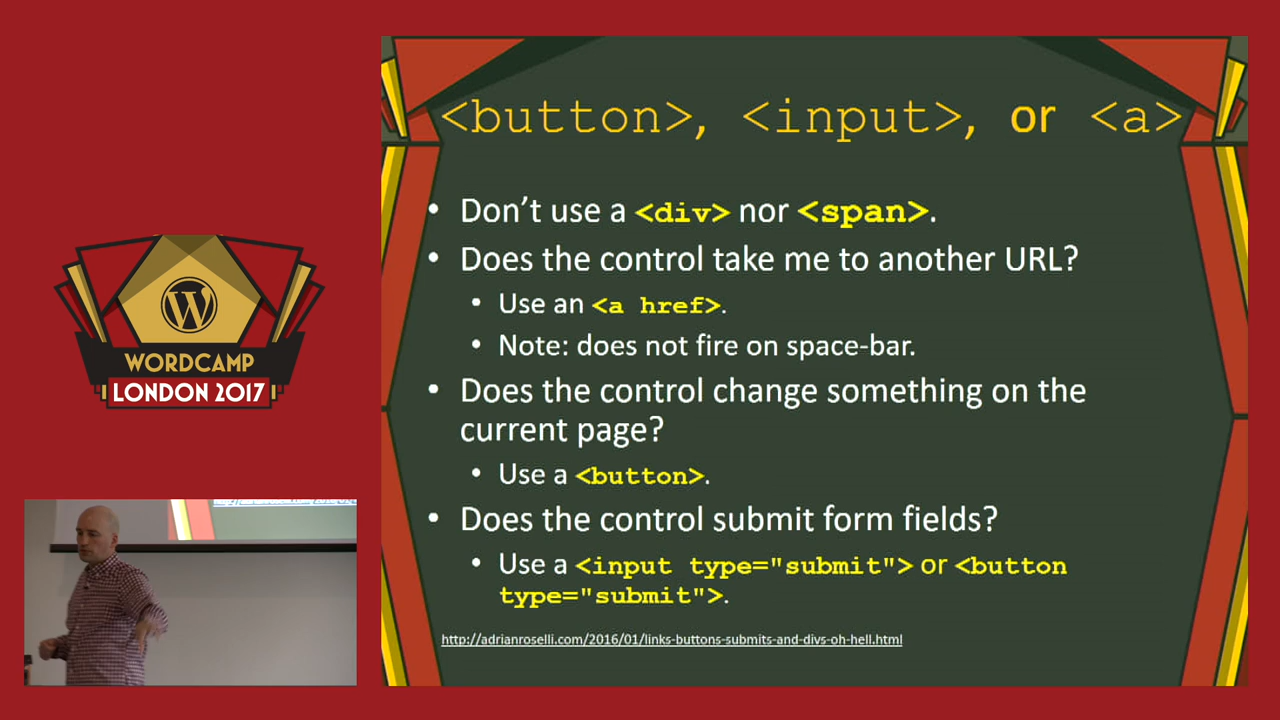 WORDCAMP
LONDON 2017
<button>, <input>, or <a>
• Don’t use a <div> nor <span>.
• Does the control take me to another URL?
• Use an <a href>.
• Note: does not fire on space-bar.
• Does the control change something on the
current page?
• Use a <button>.
• Does the control submit form fields?
• Use a <input type="submit"> or <button
type="submit">.
http://adrianroselli.com/2016/01/links-buttons-submits-and-divs-oh-hell.html